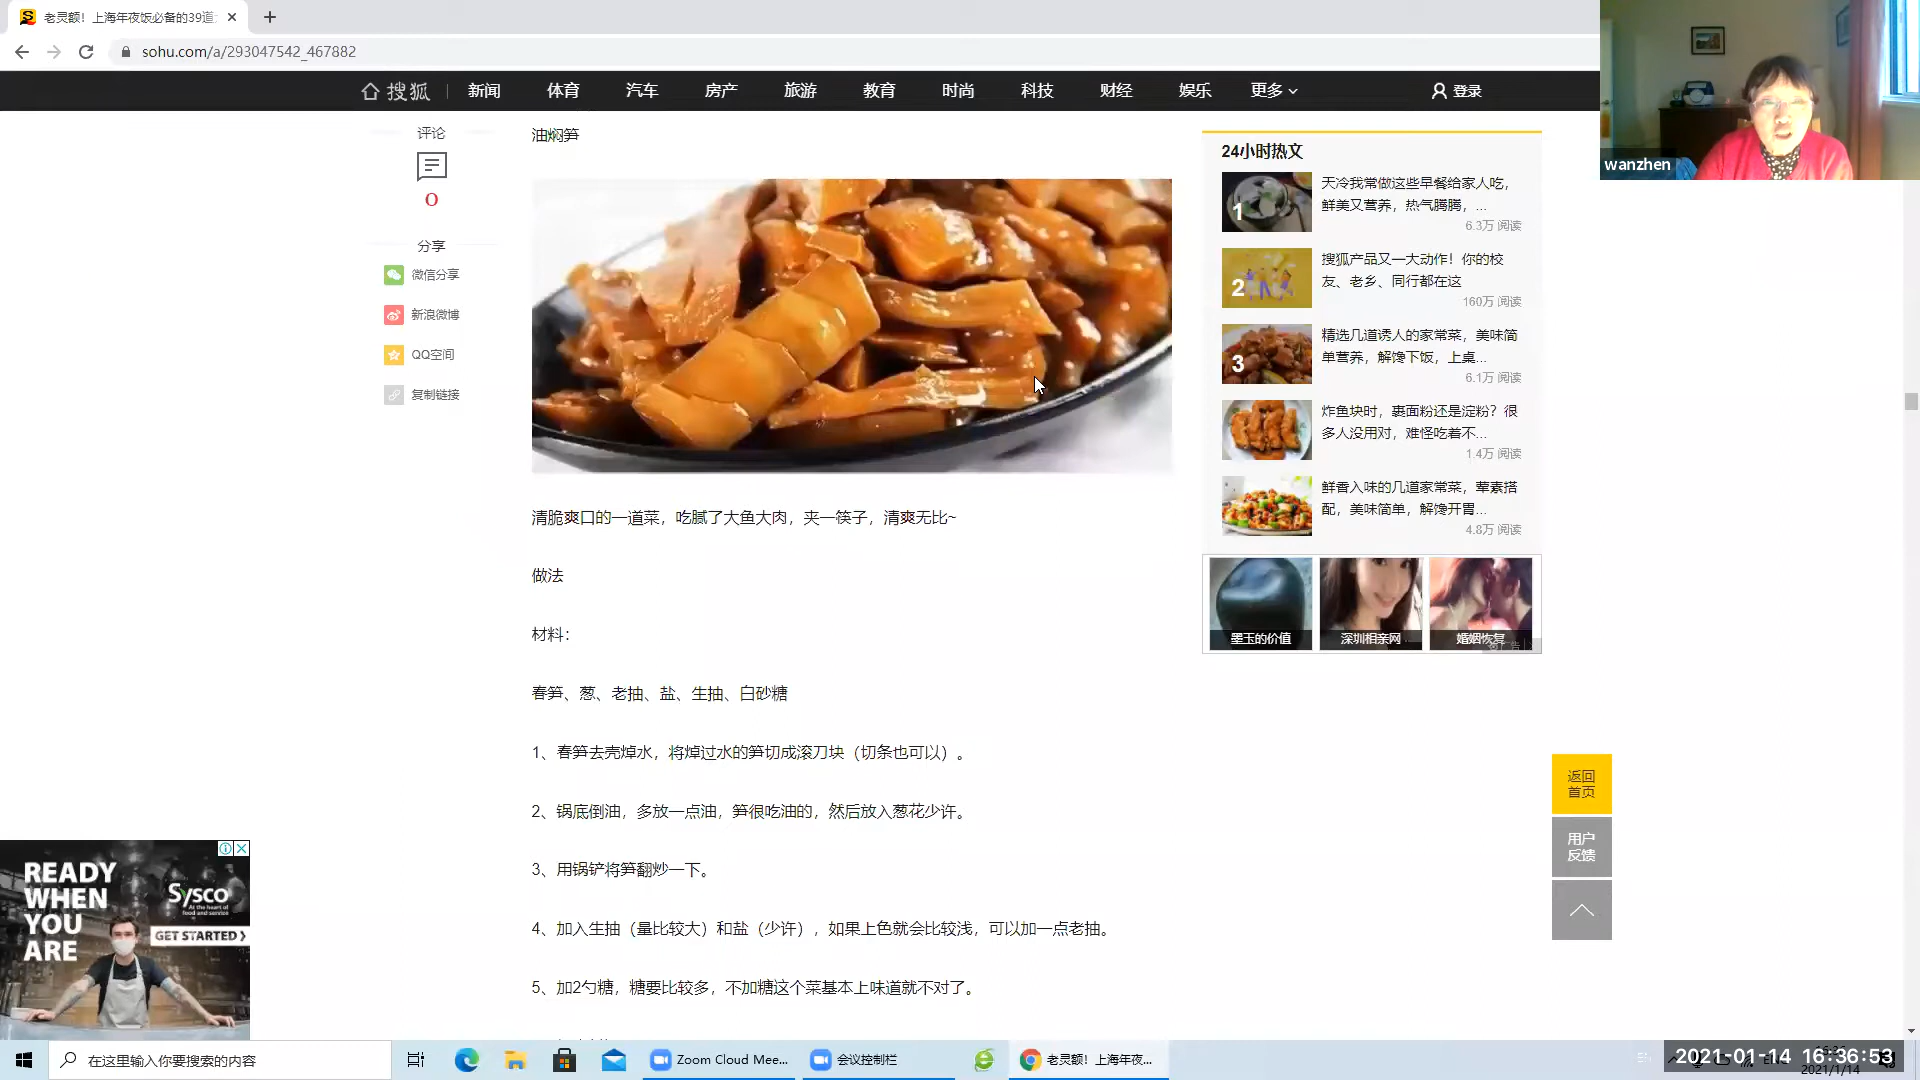 老灵额！上海年夜饭必备的39道
sohu.com/a/293047542_467882
搜狐 新闻 体育 汽车 房产 旅游 教育 时尚 科技 财经 娱乐 更多 登录
wanzhen
评论
0
分享
微信分享
新浪微博
QQ空间
复制链接
油焖笋
清脆爽口的一道菜，吃腻了大鱼大肉，夹一筷子，清爽无比~
做法
材料：
春笋、葱、老抽、盐、生抽、白砂糖
1、春笋去壳焯水，将焯过水的笋切成滚刀块（切条也可以）。
2、锅底倒油，多放一点油，笋很吃油的，然后放入葱花少许。
3、用锅铲将笋翻炒一下。
4、加入生抽（量比较大）和盐（少许），如果上色就会比较浅，可以加一点老抽。
5、加2勺糖，糖要比较多，不加糖这个菜基本上味道就不对了。
24小时热文
1
天冷我常做这些早餐给家人吃，
鲜美又营养，热气腾腾，...
6.3万 阅读
2
搜狐产品又一大动作！你的校
友、老乡、同行都在这
160万 阅读
3
精选几道诱人的家常菜，美味简
单营养，解馋下饭，上桌...
6.1万 阅读
炸鱼块时，裹面粉还是淀粉？很
多人没用对，难怪吃着不...
1.4万 阅读
鲜香入味的几道家常菜，荤素搭
配，美味简单，解馋开胃...
4.8万 阅读
墨玉的价值 深圳相亲网 婚姻恢复
广告
返回
首页
用户
反馈
READY
WHEN
YOU
ARE
Sysco
At the heart of
food and service
GET STARTED
在这里输入你要搜索的内容
Zoom Cloud Mee...
会议控制栏
老灵额！上海年夜...
2021-01-14 16:36:53
2021/1/14